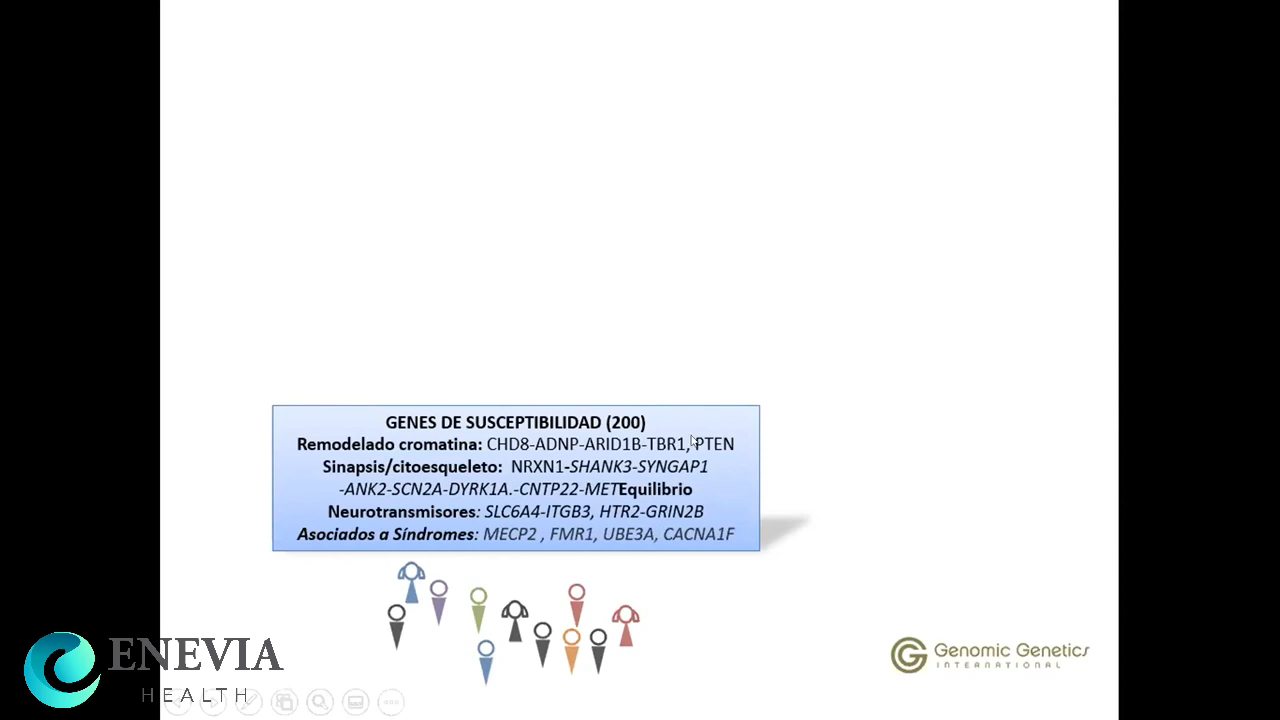 GENES DE SUSCEPTIBILIDAD (200)
Remodelado cromatina: CHD8-ADNP-ARID1B-TBR1, PTEN
Sinapsis/citoesqueleto: NRXN1-SHANK3-SYNGAP1
-ANK2-SCN2A-DYRK1A.-CNTP22-METEquilibrio
Neurotransmisores: SLC6A4-ITGB3, HTR2-GRIN2B
Asociados a Síndromes: MECP2 , FMR1, UBE3A, CACNA1F
ENEVIA
HEALTH
Genomic Genetics
INTERNATIONAL